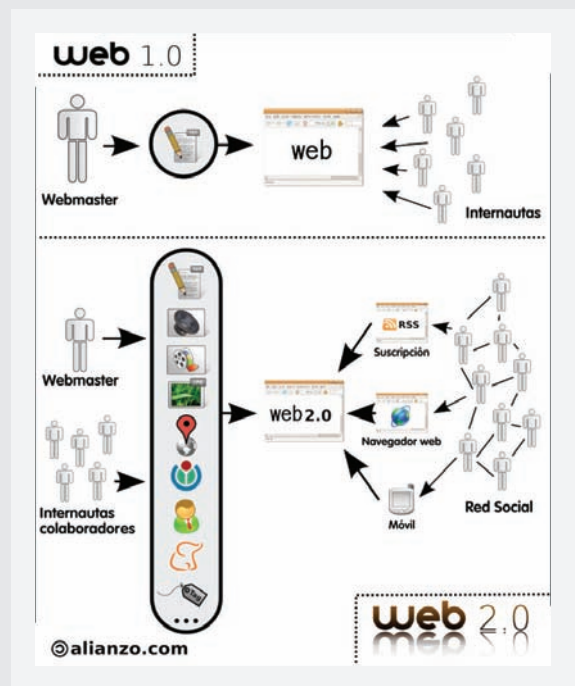 web 1.0
web
Webmaster
Internautas
RSS
Suscripción
Webmaster
web2.0
Navegador web
Internautas
colaboradores
Móvil
Red Social
Tag
web 2.0
©alianzo.com